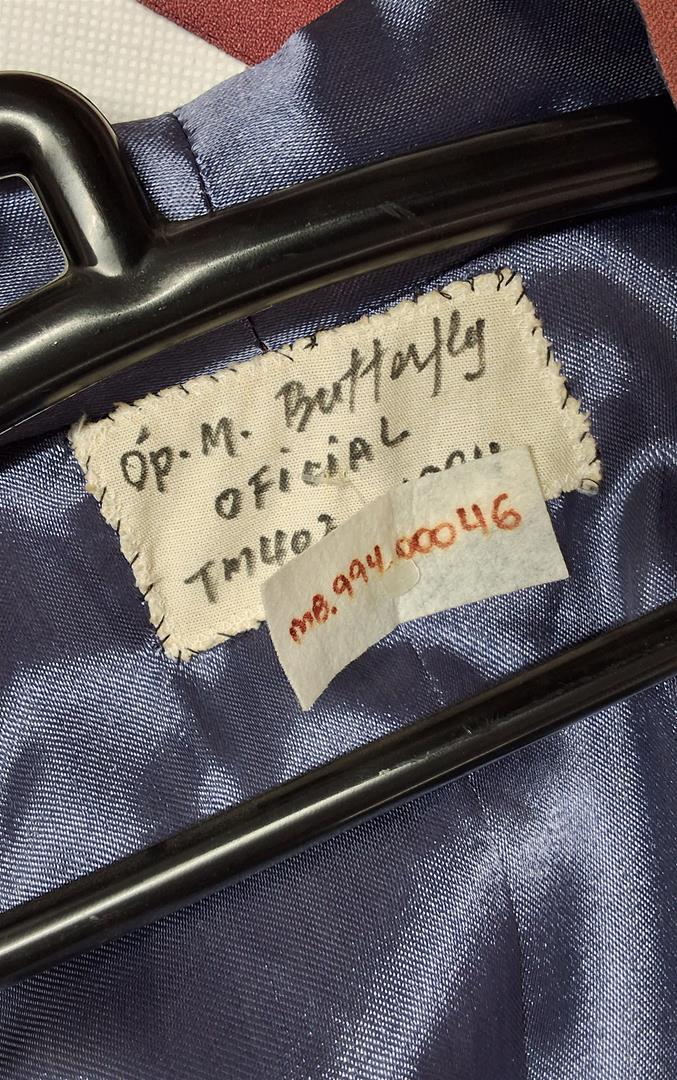 Óp. M. Butterfly
OFICIAL
MB.994.00046